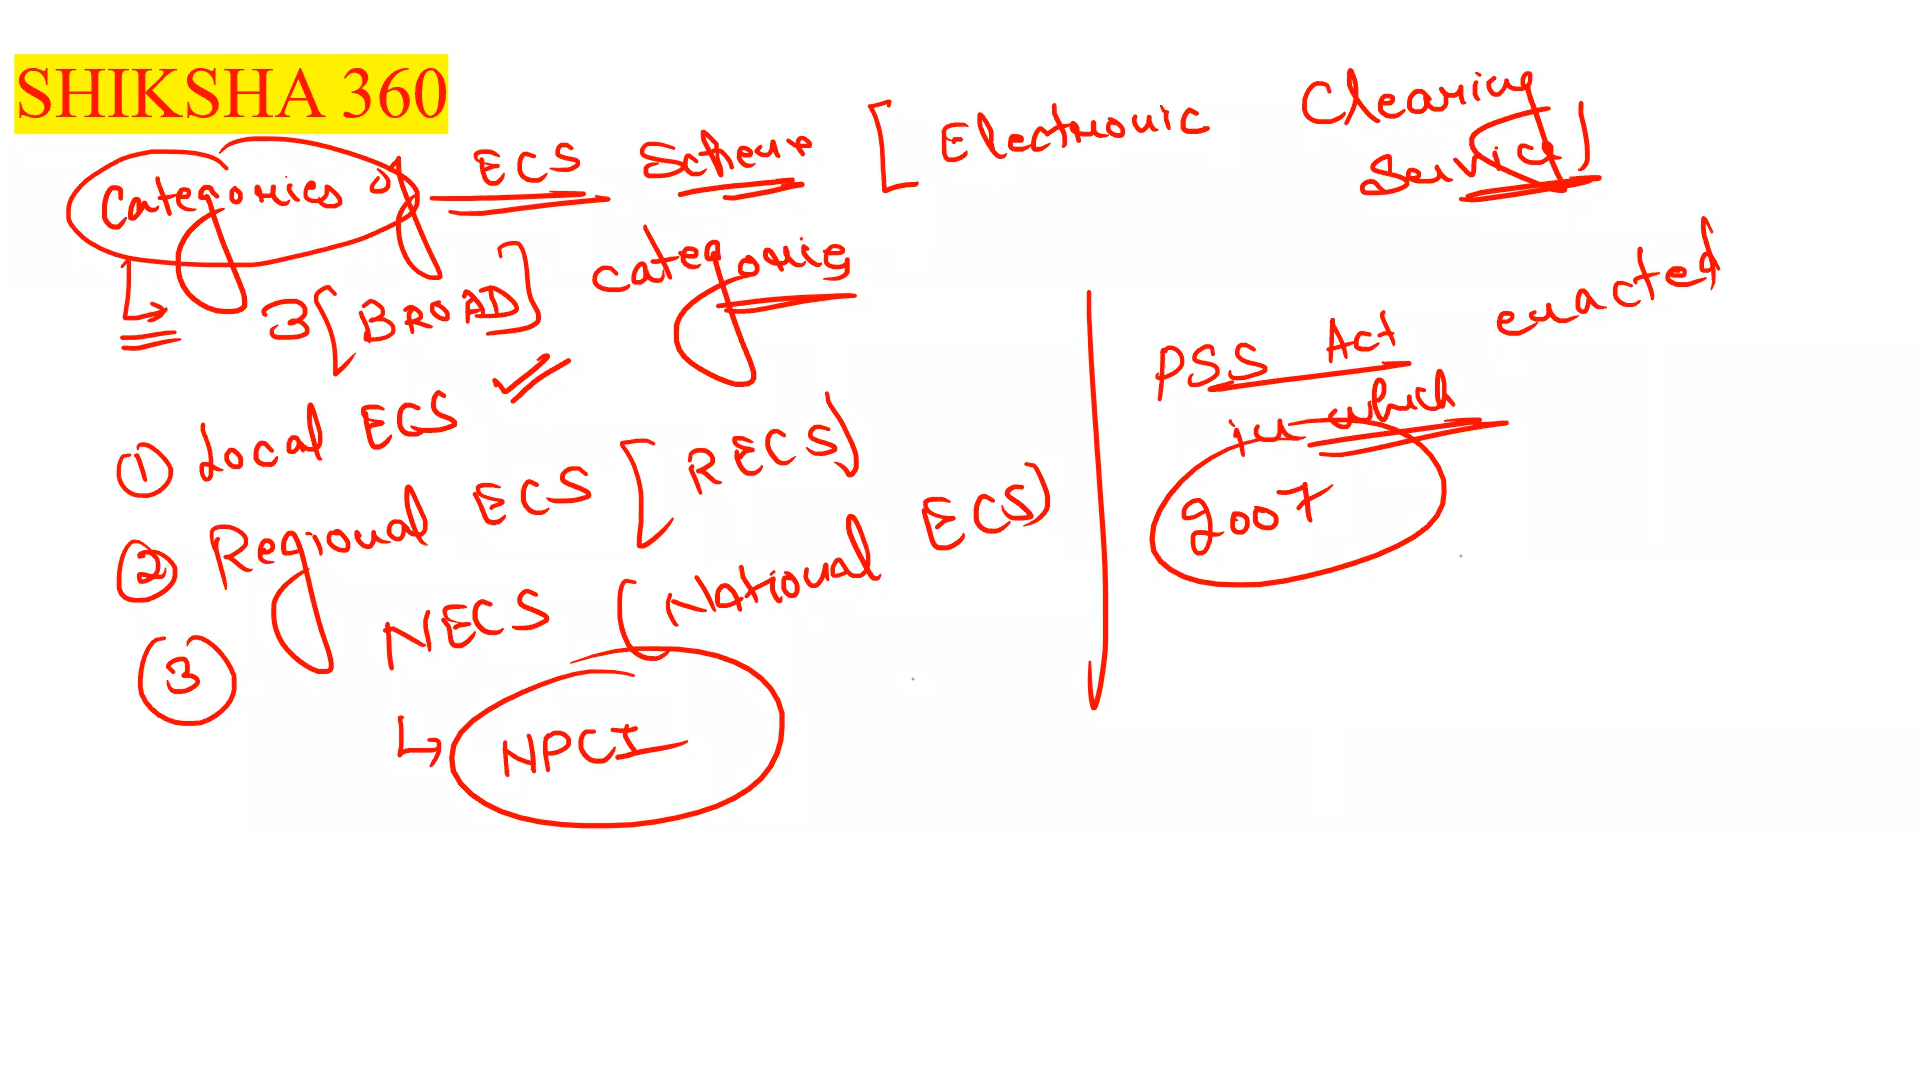 SHIKSHA 360
Categories of ECS Scheme [Electronic Clearing
Service]
3 [BROAD] categories
① Local ECS
② Regional ECS [RECS]
③ NECS (National ECS)
NPCI
PSS Act enacted
in which
2007